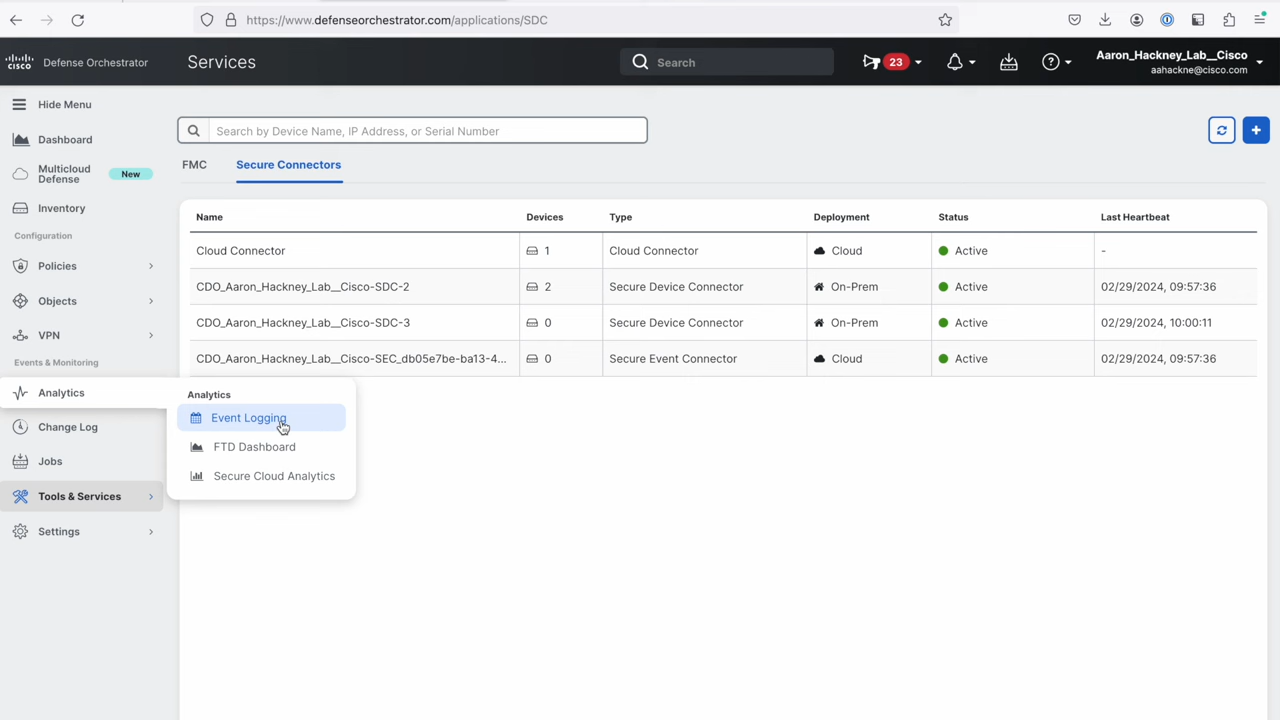 https://www.defenseorchestrator.com/applications/SDC
CISCO Defense Orchestrator
Services
Search
23
Aaron_Hackney_Lab__Cisco
aahackne@cisco.com
Hide Menu
Dashboard
Multicloud
Defense
New
Inventory
Configuration
Policies
Objects
VPN
Events & Monitoring
Analytics
Change Log
Jobs
Tools & Services
Settings
Search by Device Name, IP Address, or Serial Number
FMC
Secure Connectors
Name Devices Type Deployment Status Last Heartbeat
Cloud Connector 1 Cloud Connector Cloud Active -
CDO_Aaron_Hackney_Lab__Cisco-SDC-2 2 Secure Device Connector On-Prem Active 02/29/2024, 09:57:36
CDO_Aaron_Hackney_Lab__Cisco-SDC-3 0 Secure Device Connector On-Prem Active 02/29/2024, 10:00:11
CDO_Aaron_Hackney_Lab__Cisco-SEC_db05e7be-ba13-4... 0 Secure Event Connector Cloud Active 02/29/2024, 09:57:36
Analytics
Event Logging
FTD Dashboard
Secure Cloud Analytics